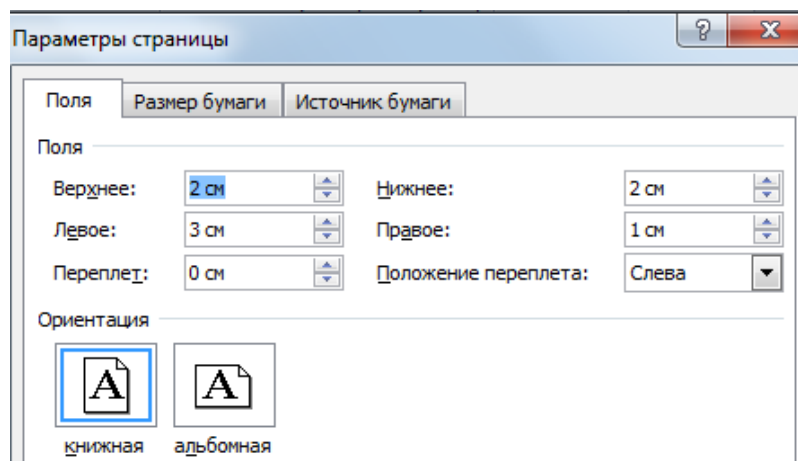 Параметры страницы
Поля Размер бумаги Источник бумаги
Поля
Верхнее: 2 см Нижнее: 2 см
Левое: 3 см Правое: 1 см
Переплет: 0 см Положение переплета: Слева
Ориентация
A A
книжная альбомная